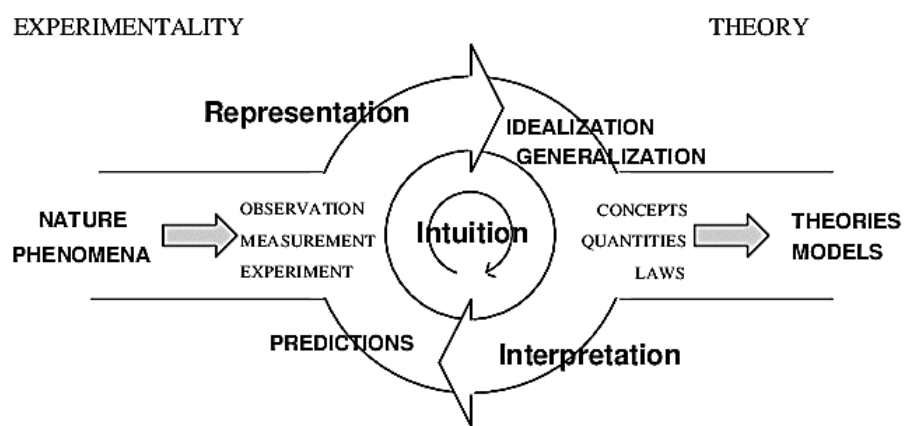 EXPERIMENTALITY
THEORY
Representation
IDEALIZATION
GENERALIZATION
NATURE
PHENOMENA
OBSERVATION
MEASUREMENT
EXPERIMENT
Intuition
CONCEPTS
QUANTITIES
LAWS
THEORIES
MODELS
PREDICTIONS
Interpretation